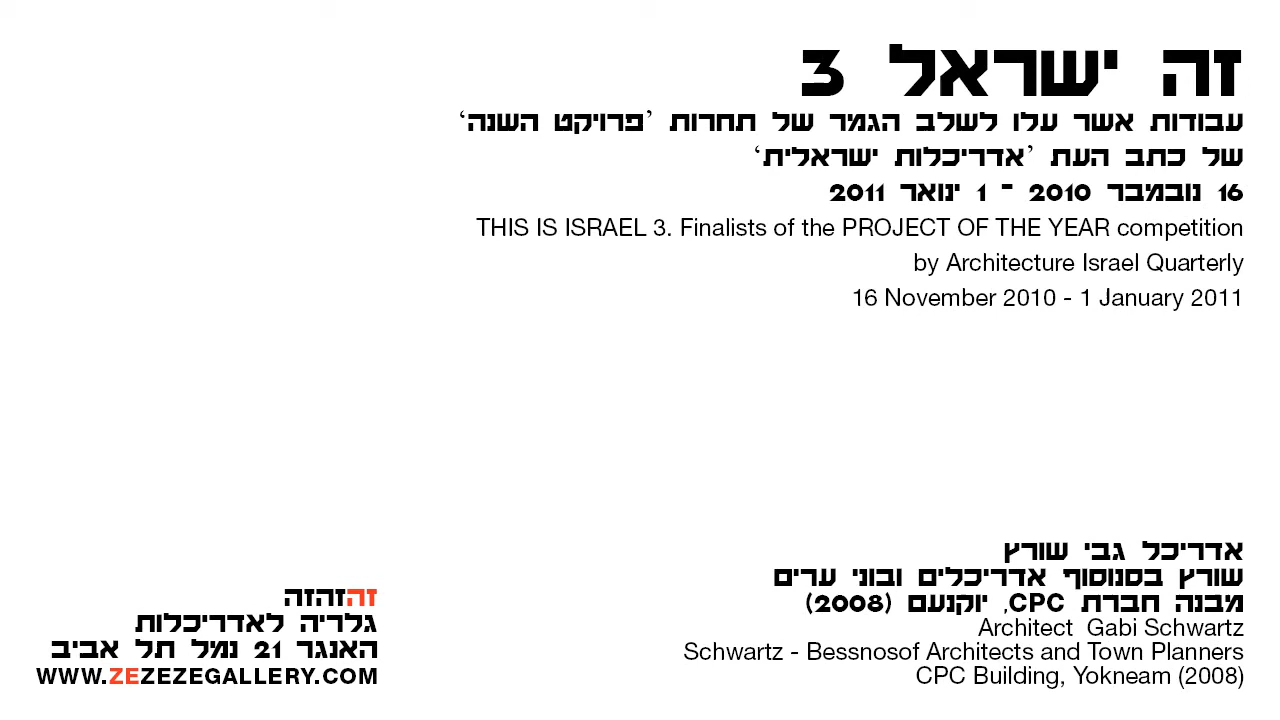 זה ישראל 3
עבודות אשר עלו לשלב הגמר של תחרות 'פרויקט השנה'
של כתב העת 'אדריכלות ישראלית'
16 נובמבר 2010 - 1 ינואר 2011
THIS IS ISRAEL 3. Finalists of the PROJECT OF THE YEAR competition
by Architecture Israel Quarterly
16 November 2010 - 1 January 2011
אדריכל גבי שורץ
שורץ בסנוסוף אדריכלים ובוני ערים
מבנה חברת CPC, יוקנעם (2008)
Architect Gabi Schwartz
Schwartz - Bessnosof Architects and Town Planners
CPC Building, Yokneam (2008)
זהזהזה
גלריה לאדריכלות
האנגר 21 נמל תל אביב
WWW.ZEZEZEGALLERY.COM